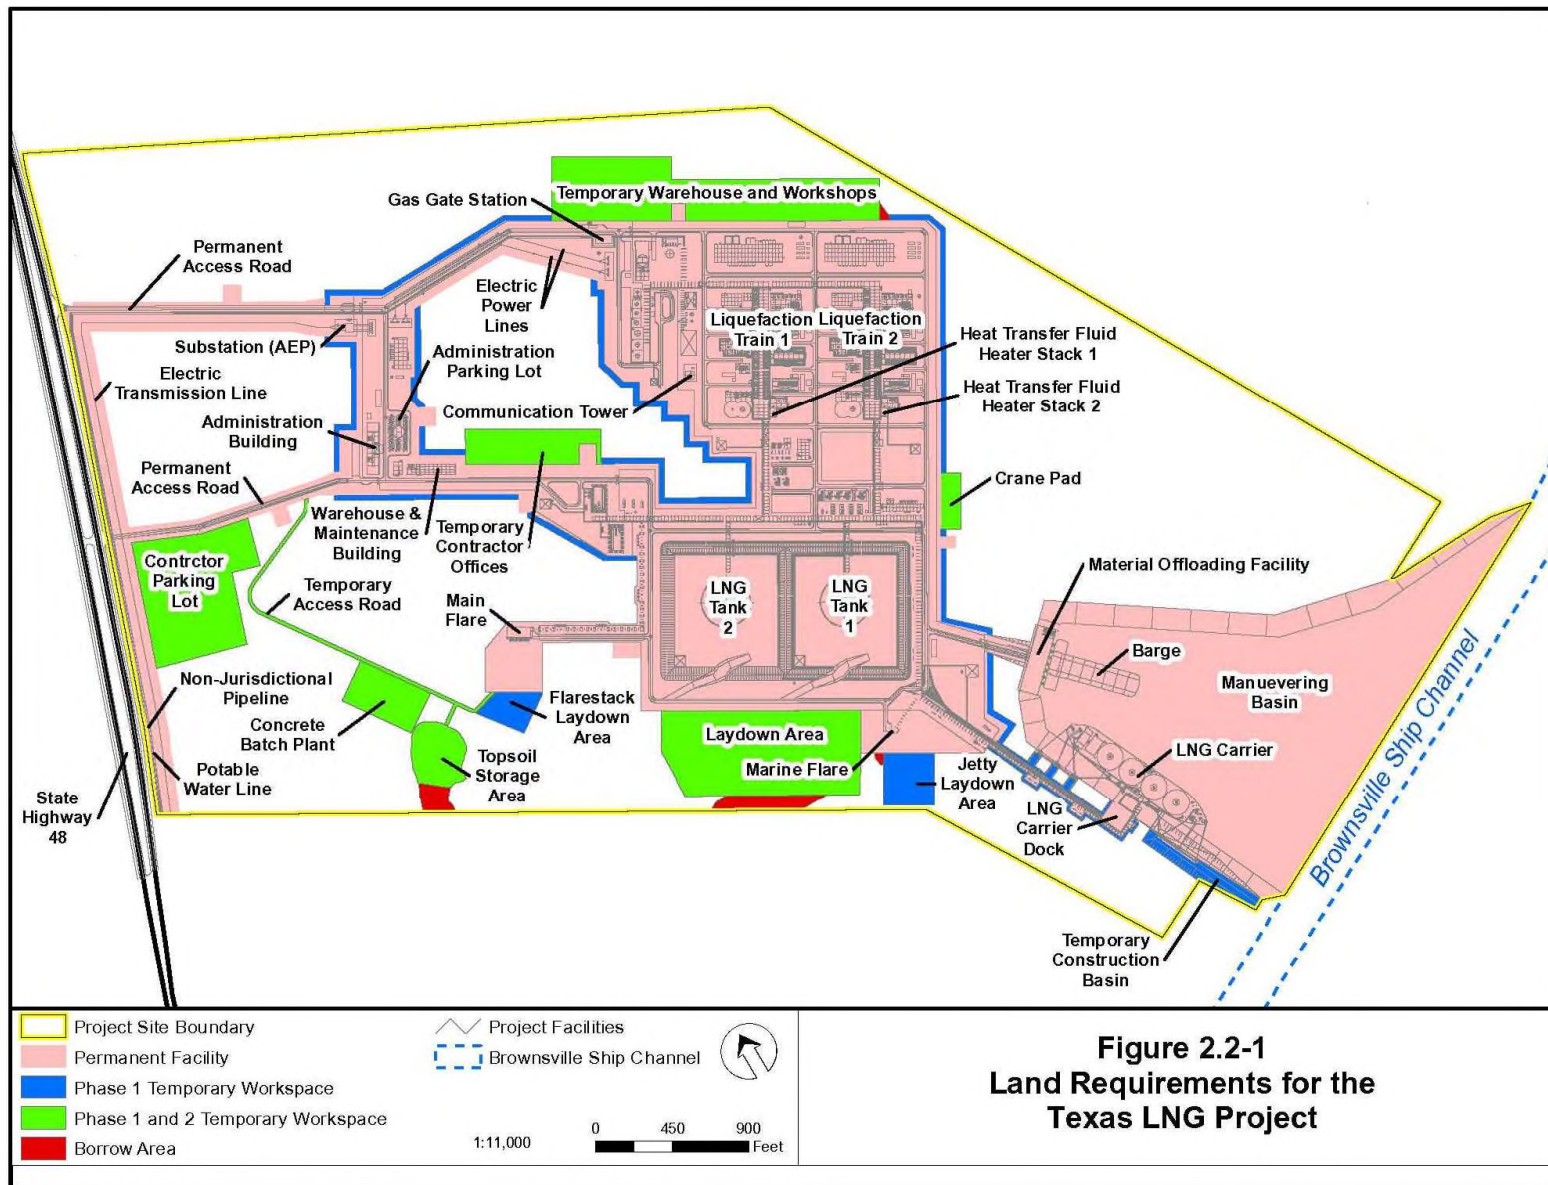 Gas Gate Station
Temporary Warehouse and Workshops
Permanent
Access Road
Electric
Power
Lines
Liquefaction
Train 1
Liquefaction
Train 2
Heat Transfer Fluid
Heater Stack 1
Substation (AEP)
Administration
Parking Lot
Electric
Transmission Line
Heat Transfer Fluid
Heater Stack 2
Communication Tower
Administration
Building
Permanent
Access Road
Crane Pad
Warehouse &
Maintenance
Building
Temporary
Contractor
Offices
Contrctor
Parking
Lot
Material Offloading Facility
Temporary
Access Road
Main
Flare
LNG
Tank
2
LNG
Tank
1
Barge
Manuevering
Basin
Non-Jurisdictional
Pipeline
Flarestack
Laydown
Area
Concrete
Batch Plant
Laydown Area
LNG Carrier
Brownsville Ship Channel
Topsoil
Storage
Area
Marine Flare
Jetty
Laydown
Area
Potable
Water Line
State
Highway
48
LNG
Carrier
Dock
Temporary
Construction
Basin
Project Site Boundary
Permanent Facility
Phase 1 Temporary Workspace
Phase 1 and 2 Temporary Workspace
Borrow Area
Project Facilities
Brownsville Ship Channel
1:11,000
0 450 900
Feet
Figure 2.2-1
Land Requirements for the
Texas LNG Project